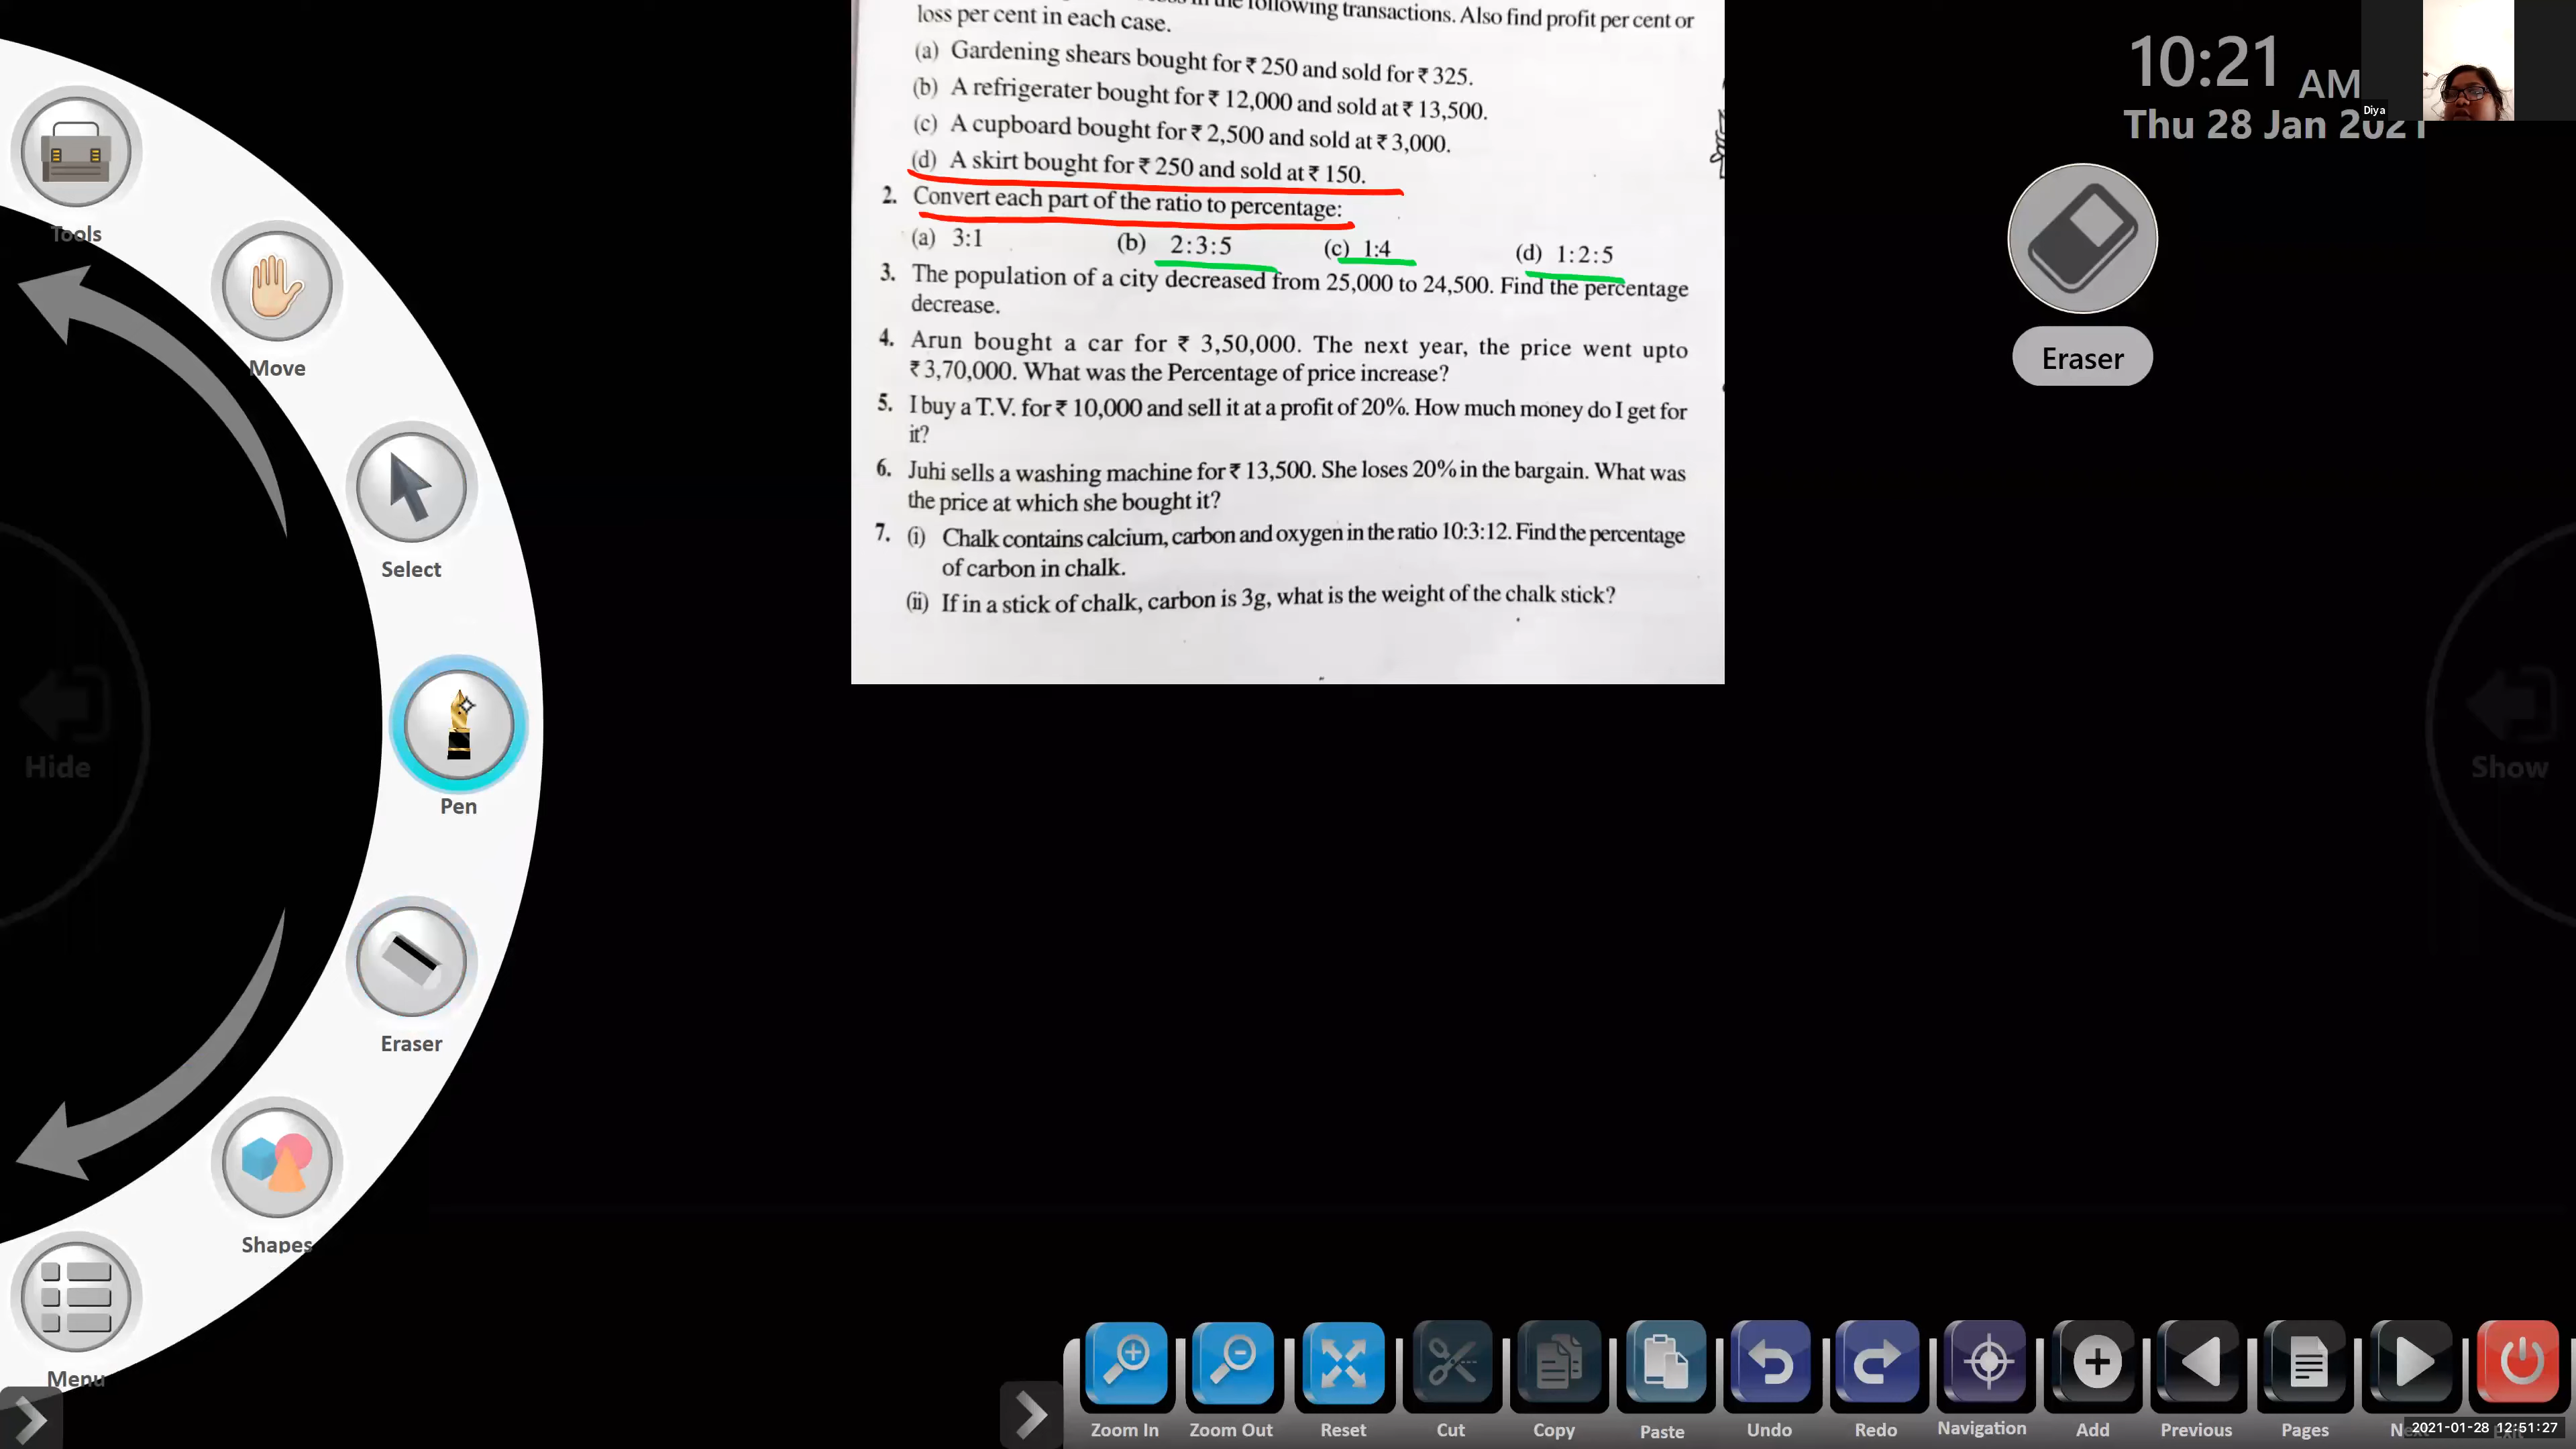 the following transactions. Also find profit per cent or
loss per cent in each case.
(a) Gardening shears bought for ₹ 250 and sold for ₹ 325.
(b) A refrigerater bought for ₹ 12,000 and sold at ₹ 13,500.
(c) A cupboard bought for ₹ 2,500 and sold at ₹ 3,000.
(d) A skirt bought for ₹ 250 and sold at ₹ 150.
2. Convert each part of the ratio to percentage:
(a) 3:1 (b) 2:3:5 (c) 1:4 (d) 1:2:5
3. The population of a city decreased from 25,000 to 24,500. Find the percentage
decrease.
4. Arun bought a car for ₹ 3,50,000. The next year, the price went upto
₹ 3,70,000. What was the Percentage of price increase?
5. I buy a T.V. for ₹ 10,000 and sell it at a profit of 20%. How much money do I get for
it?
6. Juhi sells a washing machine for ₹ 13,500. She loses 20% in the bargain. What was
the price at which she bought it?
7. (i) Chalk contains calcium, carbon and oxygen in the ratio 10:3:12. Find the percentage
of carbon in chalk.
(ii) If in a stick of chalk, carbon is 3g, what is the weight of the chalk stick?
10:21 AM
Thu 28 Jan 2021
Diya
Eraser
Tools
Move
Select
Pen
Eraser
Shapes
Menu
Hide
Show
Zoom In Zoom Out Reset Cut Copy Paste Undo Redo Navigation Add Previous Pages
2021-01-28 12:51:27